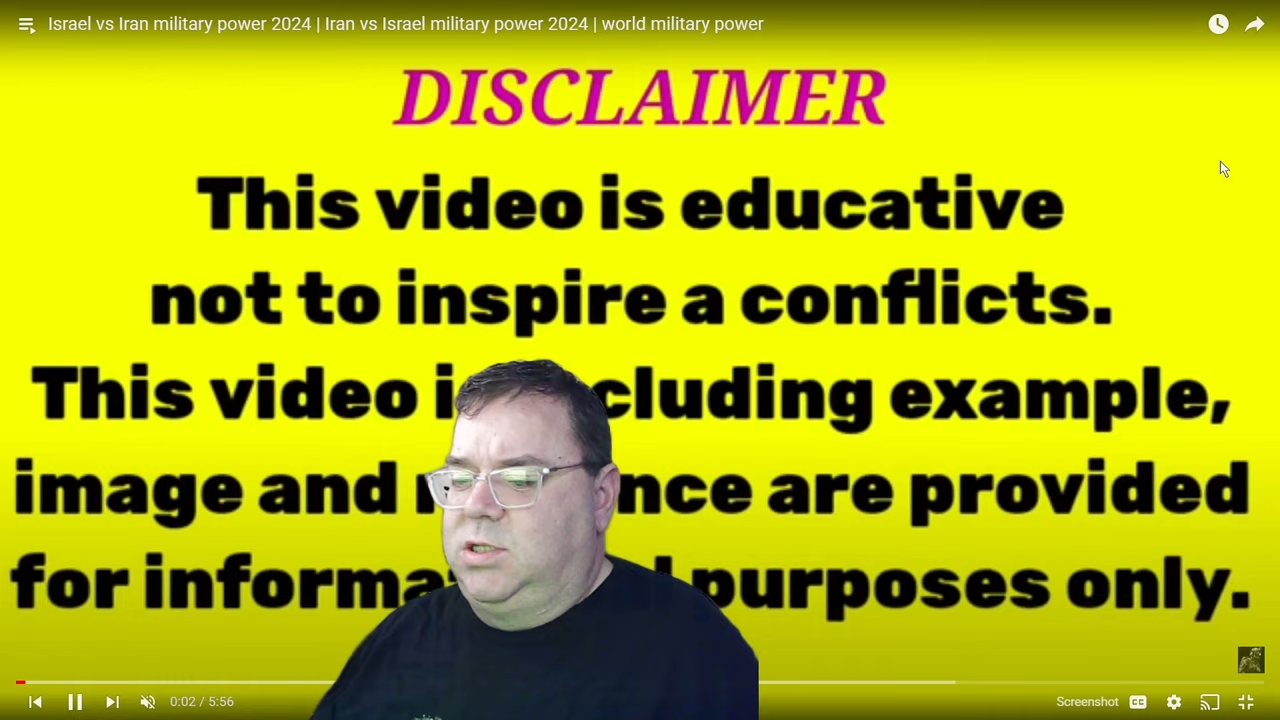 Israel vs Iran military power 2024 | Iran vs Israel military power 2024 | world military power
DISCLAIMER
This video is educative
not to inspire a conflicts.
This video cluding example,
image and nce are provided
for informa purposes only.
0:02 / 5:56
Screenshot
CC